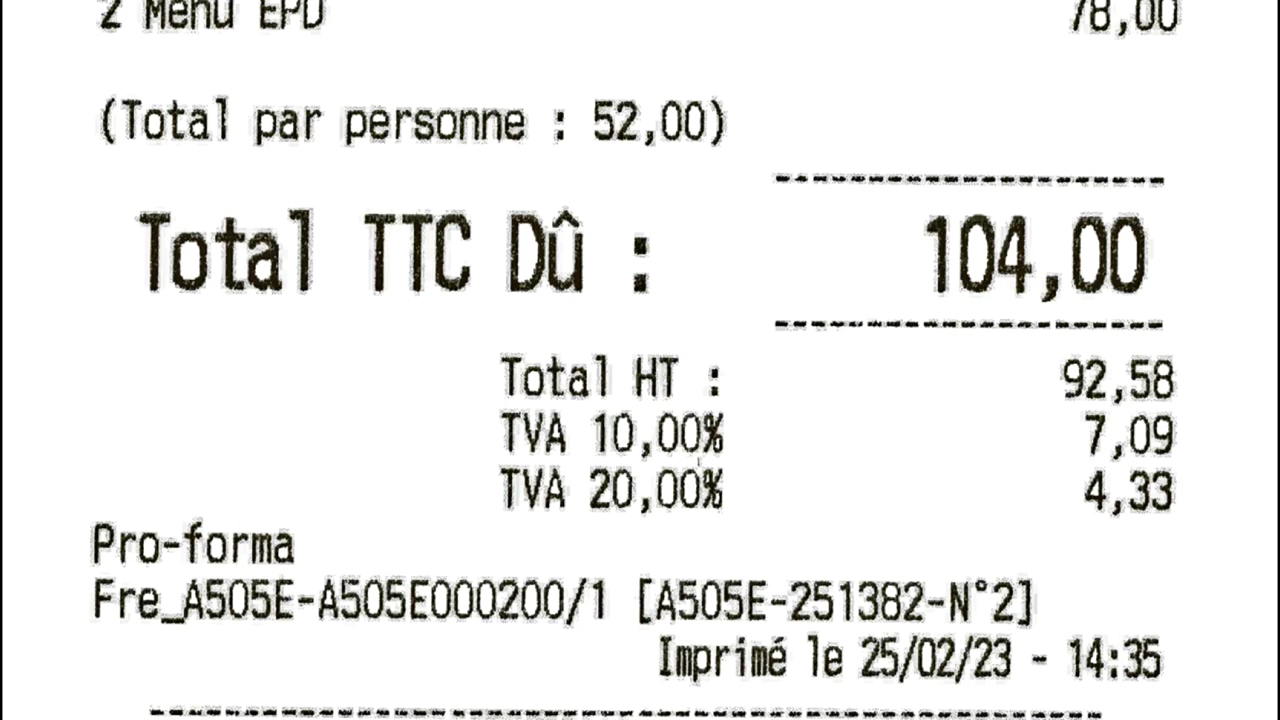 2 Menu EPD 78,00
(Total par personne : 52,00)
Total TTC Dû : 104,00
Total HT : 92,58
TVA 10,00% 7,09
TVA 20,00% 4,33
Pro-forma
Fre_A505E-A505E000200/1 [A505E-251382-N°2]
Imprimé le 25/02/23 - 14:35